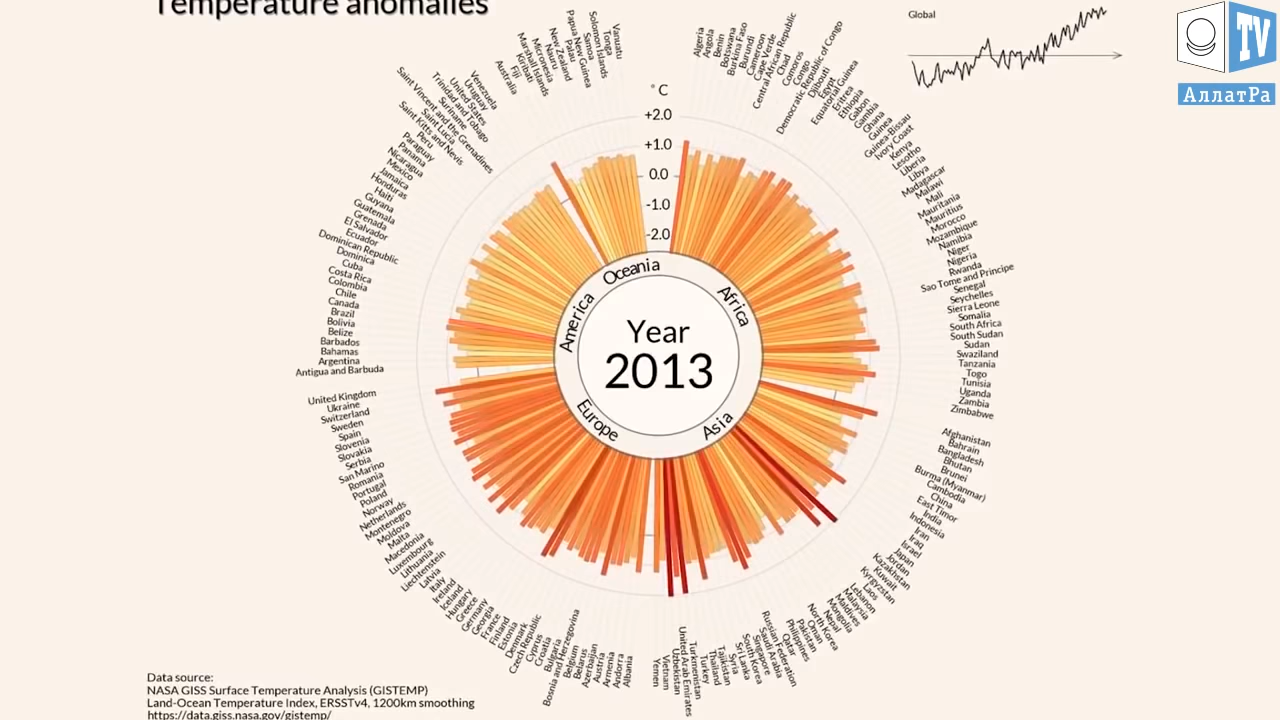 Temperature anomalies
Global
TV
АллатРа
°C
+2.0
+1.0
0.0
-1.0
-2.0
Oceania
Africa
America
Year
2013
Europe
Asia
Algeria
Angola
Benin
Botswana
Burkina Faso
Burundi
Cameroon
Cape Verde
Central African Republic
Chad
Comoros
Congo
Democratic Republic of Congo
Djibouti
Egypt
Equatorial Guinea
Eritrea
Ethiopia
Gabon
Gambia
Ghana
Guinea
Guinea-Bissau
Ivory Coast
Kenya
Lesotho
Liberia
Libya
Madagascar
Malawi
Mali
Mauritania
Mauritius
Morocco
Mozambique
Namibia
Niger
Nigeria
Rwanda
Sao Tome and Principe
Senegal
Seychelles
Sierra Leone
Somalia
South Africa
South Sudan
Sudan
Swaziland
Tanzania
Togo
Tunisia
Uganda
Zambia
Zimbabwe
Afghanistan
Bahrain
Bangladesh
Bhutan
Brunei
Burma (Myanmar)
Cambodia
China
East Timor
India
Indonesia
Iran
Iraq
Israel
Japan
Jordan
Kazakhstan
Kuwait
Kyrgyzstan
Laos
Lebanon
Malaysia
Maldives
Mongolia
Nepal
North Korea
Oman
Pakistan
Philippines
Qatar
Russian Federation
Saudi Arabia
Singapore
South Korea
Sri Lanka
Syria
Tajikistan
Thailand
Turkey
Turkmenistan
United Arab Emirates
Uzbekistan
Vietnam
Yemen
Albania
Andorra
Armenia
Austria
Azerbaijan
Belarus
Belgium
Bosnia and Herzegovina
Bulgaria
Croatia
Cyprus
Czech Republic
Denmark
Estonia
Finland
France
Georgia
Germany
Greece
Hungary
Iceland
Ireland
Italy
Latvia
Liechtenstein
Lithuania
Luxembourg
Macedonia
Malta
Moldova
Montenegro
Netherlands
Norway
Poland
Portugal
Romania
San Marino
Serbia
Slovakia
Slovenia
Spain
Sweden
Switzerland
Ukraine
United Kingdom
Antigua and Barbuda
Argentina
Bahamas
Barbados
Belize
Bolivia
Brazil
Canada
Chile
Colombia
Costa Rica
Cuba
Dominica
Dominican Republic
Ecuador
El Salvador
Grenada
Guatemala
Guyana
Haiti
Honduras
Jamaica
Mexico
Nicaragua
Panama
Paraguay
Peru
Saint Kitts and Nevis
Saint Lucia
Saint Vincent and the Grenadines
Suriname
Trinidad and Tobago
United States
Uruguay
Venezuela
Australia
Fiji
Kiribati
Marshall Islands
Micronesia
Nauru
New Zealand
Palau
Papua New Guinea
Samoa
Solomon Islands
Tonga
Vanuatu
Data source:
NASA GISS Surface Temperature Analysis (GISTEMP)
Land-Ocean Temperature Index, ERSSTv4, 1200km smoothing
https://data.giss.nasa.gov/gistemp/